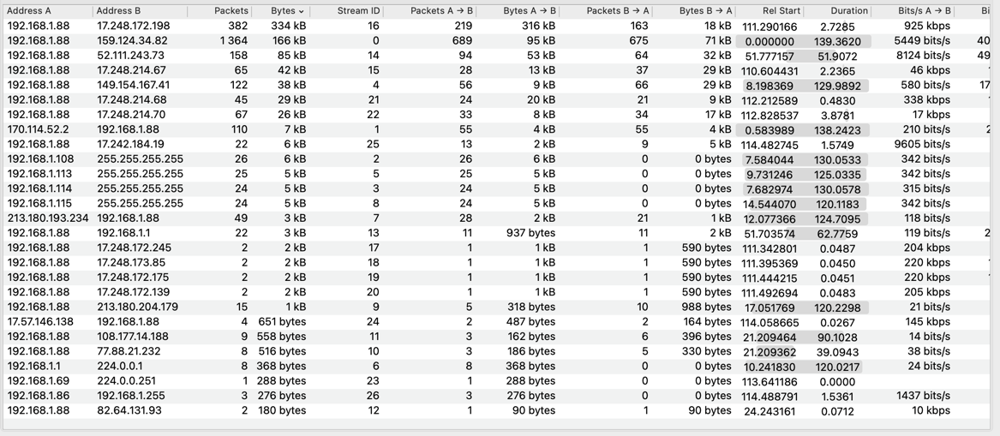 Address A Address B Packets Bytes Stream ID Packets A → B Bytes A → B Packets B → A Bytes B → A Rel Start Duration Bits/s A → B Bi
192.168.1.88 17.248.172.198 382 334 kB 16 219 316 kB 163 18 kB 111.290166 2.7285 925 kbps
192.168.1.88 159.124.34.82 1 364 166 kB 0 689 95 kB 675 71 kB 0.000000 139.3620 5449 bits/s 40
192.168.1.88 52.111.243.73 158 85 kB 14 94 53 kB 64 32 kB 51.777157 51.9072 8124 bits/s 49
192.168.1.88 17.248.214.67 65 42 kB 15 28 13 kB 37 29 kB 110.604431 2.2365 46 kbps
192.168.1.88 149.154.167.41 122 38 kB 4 56 9 kB 66 29 kB 8.198369 129.9892 580 bits/s 17
192.168.1.88 17.248.214.68 45 29 kB 21 24 20 kB 21 9 kB 112.212589 0.4830 338 kbps
192.168.1.88 17.248.214.70 67 26 kB 22 33 8 kB 34 17 kB 112.828537 3.8781 17 kbps
170.114.52.2 192.168.1.88 110 7 kB 1 55 4 kB 55 4 kB 0.583989 138.2423 210 bits/s 2
192.168.1.88 17.242.184.19 22 6 kB 25 13 2 kB 9 5 kB 114.482745 1.5749 9605 bits/s
192.168.1.108 255.255.255.255 26 6 kB 2 26 6 kB 0 0 bytes 7.584044 130.0533 342 bits/s
192.168.1.113 255.255.255.255 25 5 kB 5 25 5 kB 0 0 bytes 9.731246 125.0335 342 bits/s
192.168.1.114 255.255.255.255 24 5 kB 3 24 5 kB 0 0 bytes 7.682974 130.0578 315 bits/s
192.168.1.115 255.255.255.255 24 5 kB 8 24 5 kB 0 0 bytes 14.544070 120.1183 342 bits/s
213.180.193.234 192.168.1.88 49 3 kB 7 28 2 kB 21 1 kB 12.077366 124.7095 118 bits/s
192.168.1.88 192.168.1.1 22 3 kB 13 11 937 bytes 11 2 kB 51.703574 62.7759 119 bits/s 2
192.168.1.88 17.248.172.245 2 2 kB 17 1 1 kB 1 590 bytes 111.342801 0.0487 204 kbps
192.168.1.88 17.248.173.85 2 2 kB 18 1 1 kB 1 590 bytes 111.395369 0.0450 220 kbps
192.168.1.88 17.248.172.175 2 2 kB 19 1 1 kB 1 590 bytes 111.444215 0.0451 220 kbps
192.168.1.88 17.248.172.139 2 2 kB 20 1 1 kB 1 590 bytes 111.492694 0.0483 205 kbps
192.168.1.88 213.180.204.179 15 1 kB 9 5 318 bytes 10 988 bytes 17.051769 120.2298 21 bits/s
17.57.146.138 192.168.1.88 4 651 bytes 24 2 487 bytes 2 164 bytes 114.058665 0.0267 145 kbps
192.168.1.88 108.177.14.188 9 558 bytes 11 3 162 bytes 6 396 bytes 21.209464 90.1028 14 bits/s
192.168.1.88 77.88.21.232 8 516 bytes 10 3 186 bytes 5 330 bytes 21.209362 39.0943 38 bits/s
192.168.1.1 224.0.0.1 8 368 bytes 6 8 368 bytes 0 0 bytes 10.241830 120.0217 24 bits/s
192.168.1.69 224.0.0.251 1 288 bytes 23 1 288 bytes 0 0 bytes 113.641186 0.0000
192.168.1.86 192.168.1.255 3 276 bytes 26 3 276 bytes 0 0 bytes 114.488791 1.5361 1437 bits/s
192.168.1.88 82.64.131.93 2 180 bytes 12 1 90 bytes 1 90 bytes 24.243161 0.0712 10 kbps